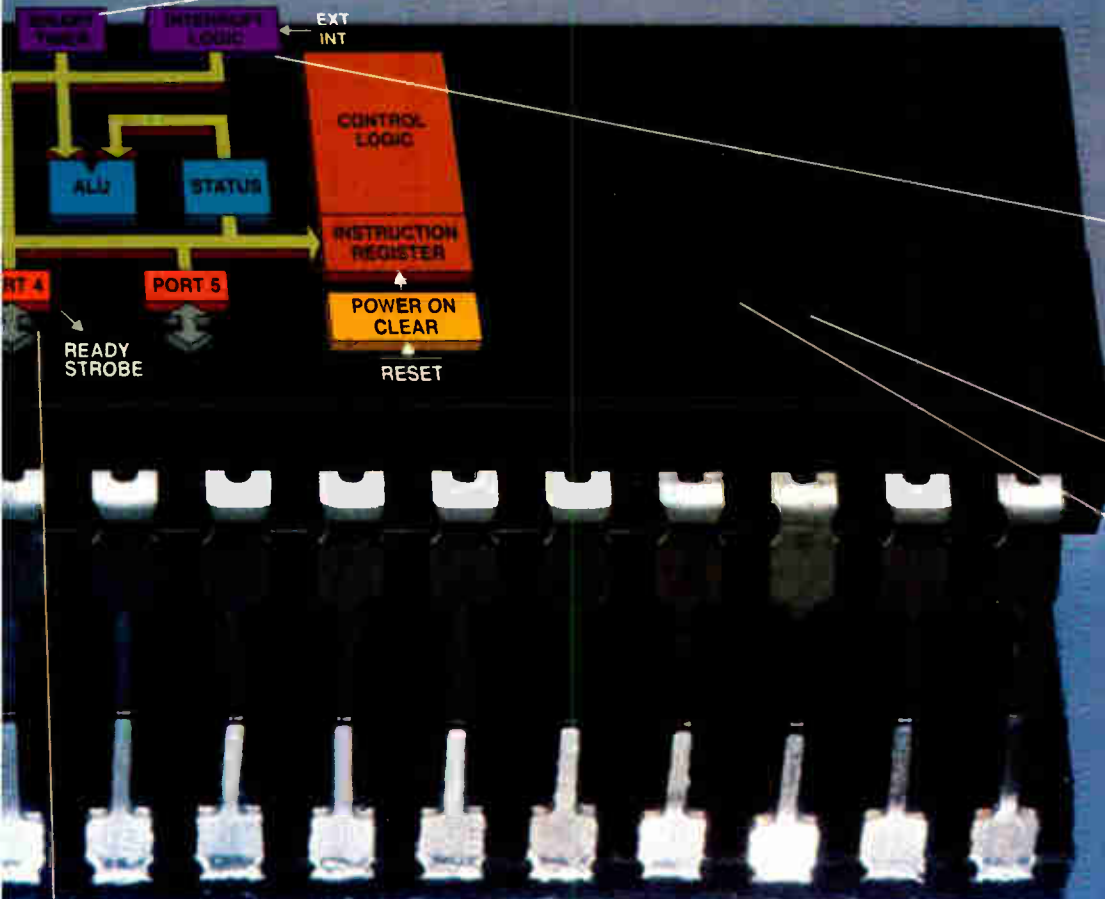 TIMER
INTERRUPT
LOGIC
EXT
INT
CONTROL
LOGIC
ALU
STATUS
INSTRUCTION
REGISTER
RT 4
PORT 5
POWER ON
CLEAR
READY
STROBE
RESET